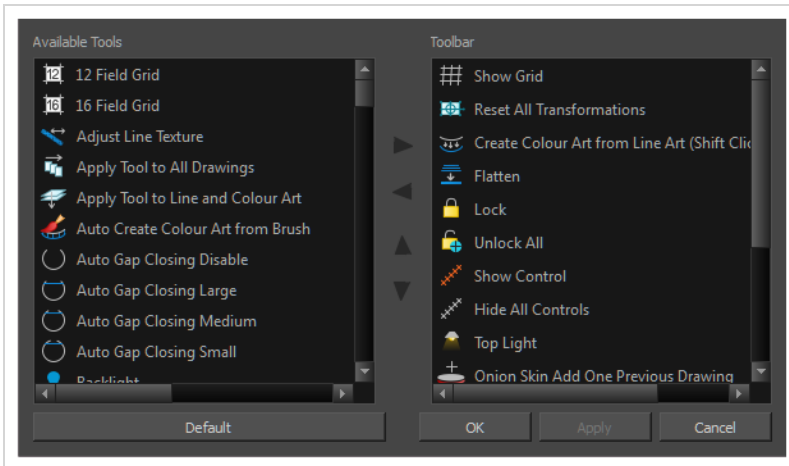 Available Tools
12 12 Field Grid
16 16 Field Grid
Adjust Line Texture
Apply Tool to All Drawings
Apply Tool to Line and Colour Art
Auto Create Colour Art from Brush
Auto Gap Closing Disable
Auto Gap Closing Large
Auto Gap Closing Medium
Auto Gap Closing Small
Backlight
Default
Toolbar
Show Grid
Reset All Transformations
Create Colour Art from Line Art (Shift Clic
Flatten
Lock
Unlock All
Show Control
Hide All Controls
Top Light
Onion Skin Add One Previous Drawing
OK
Apply
Cancel